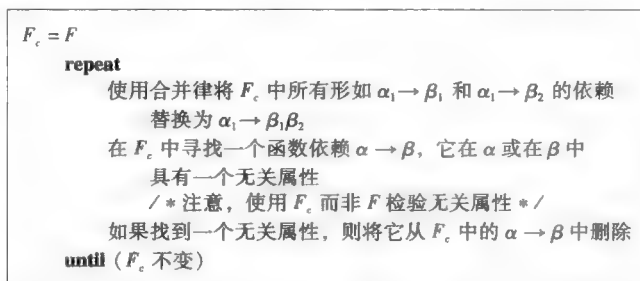 F_c = F
repeat
使用合并律将 F_c 中所有形如 α₁→β₁ 和 α₁→β₂ 的依赖
替换为 α₁→β₁β₂
在 F_c 中寻找一个函数依赖 α→β，它在 α 或在 β 中
具有一个无关属性
/＊注意，使用 F_c 而非 F 检验无关属性＊/
如果找到一个无关属性，则将它从 F_c 中的 α→β 中删除
until（F_c 不变）